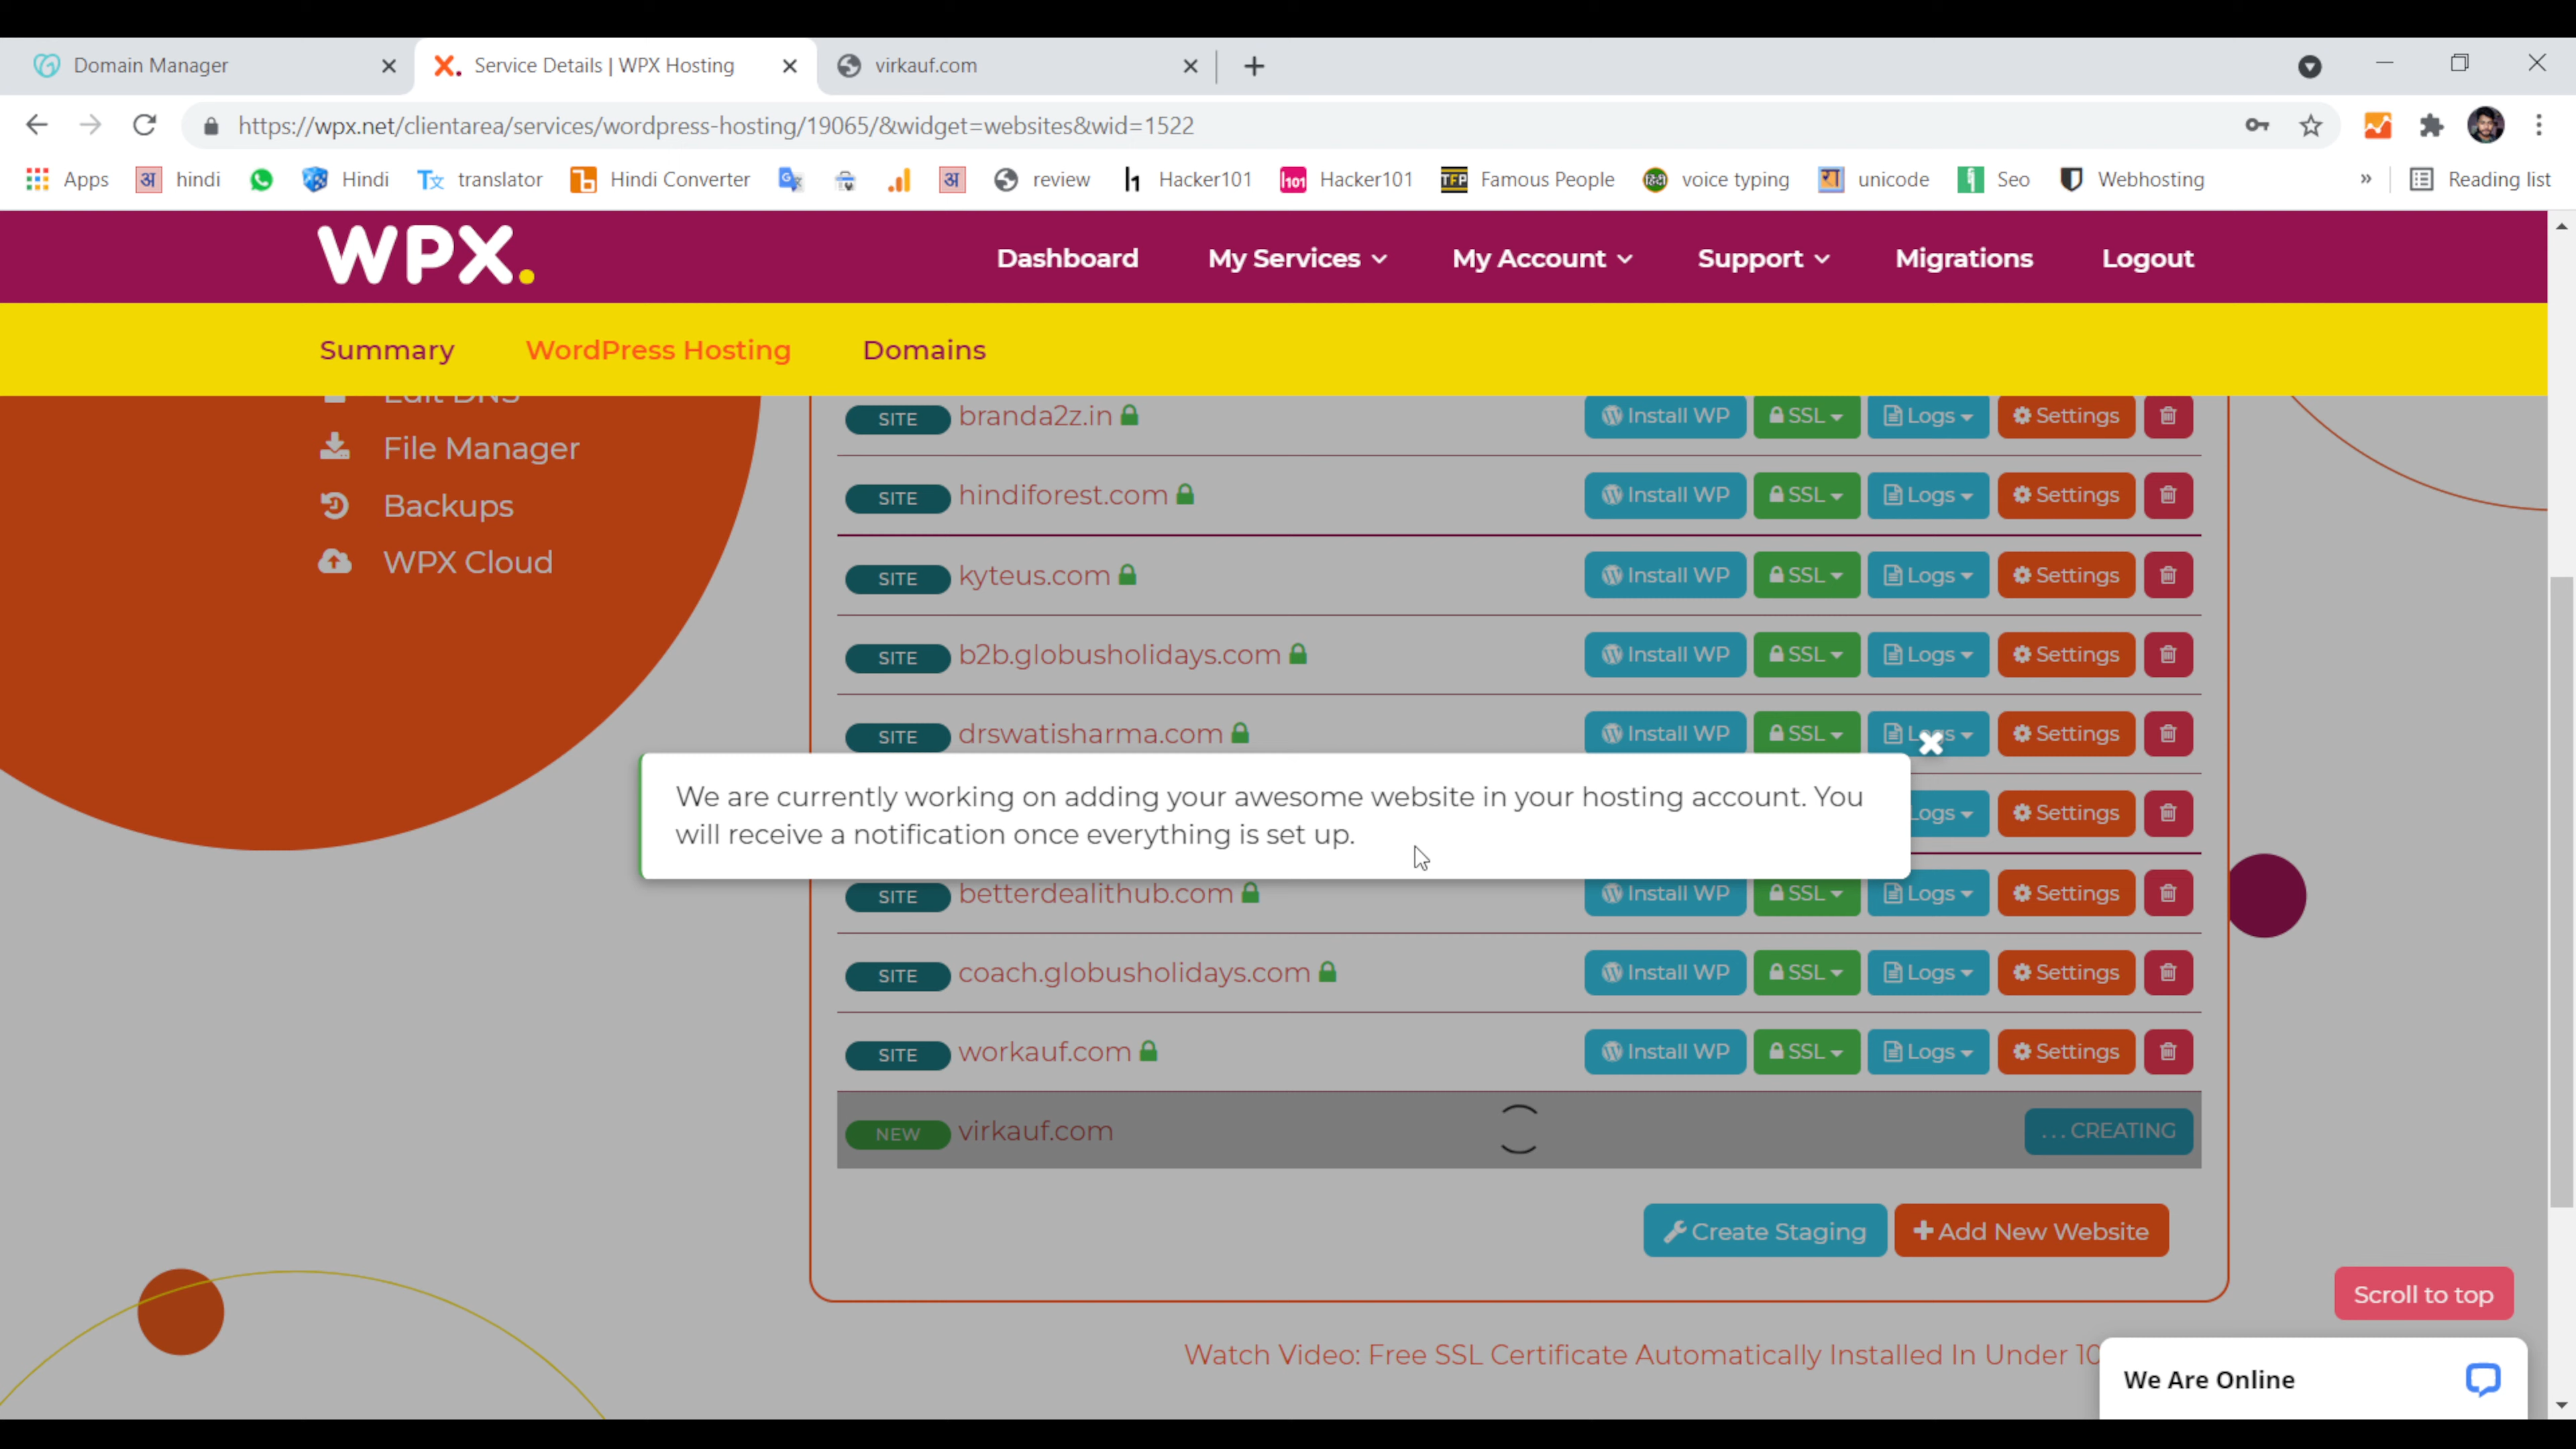 Domain Manager
Service Details | WPX Hosting
virkauf.com
https://wpx.net/clientarea/services/wordpress-hosting/19065/&widget=websites&wid=1522
Apps अ hindi Hindi translator Hindi Converter अ review Hacker101 Hacker101 TFP Famous People voice typing unicode Seo Webhosting » Reading list
WPX.
Dashboard My Services My Account Support Migrations Logout
Summary WordPress Hosting Domains
Edit DNS
File Manager
Backups
WPX Cloud
SITE branda2z.in Install WP SSL Logs Settings
SITE hindiforest.com Install WP SSL Logs Settings
SITE kyteus.com Install WP SSL Logs Settings
SITE b2b.globusholidays.com Install WP SSL Logs Settings
SITE drswatisharma.com Install WP SSL Logs Settings
We are currently working on adding your awesome website in your hosting account. You
will receive a notification once everything is set up.
Logs Settings
SITE betterdealithub.com Install WP SSL Logs Settings
SITE coach.globusholidays.com Install WP SSL Logs Settings
SITE workauf.com Install WP SSL Logs Settings
NEW virkauf.com ... CREATING
Create Staging Add New Website
Scroll to top
Watch Video: Free SSL Certificate Automatically Installed In Under 10
We Are Online